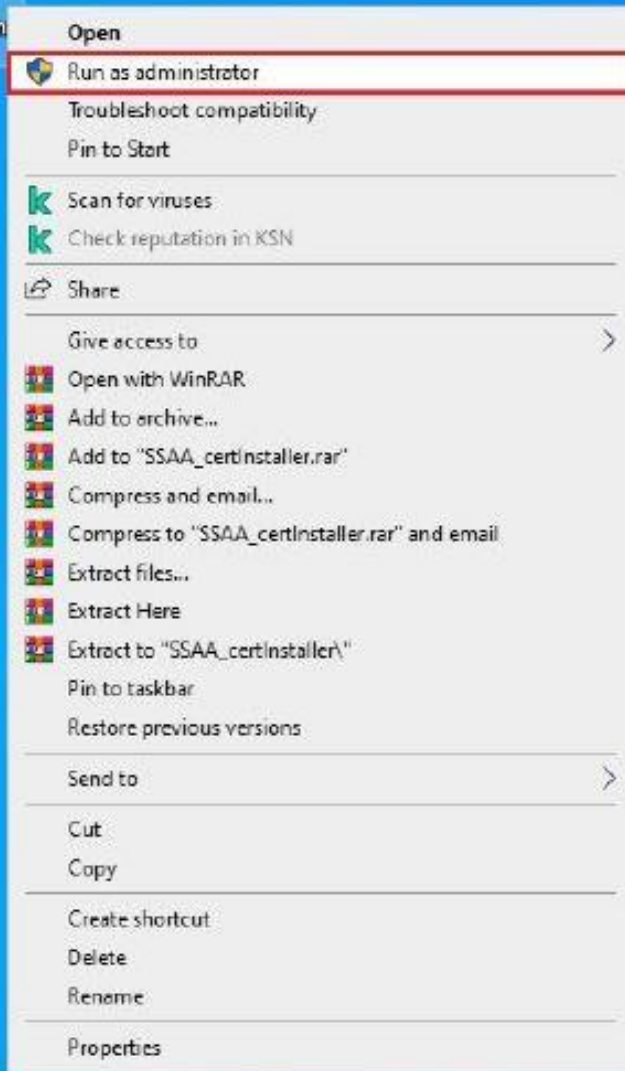 Open
Run as administrator
Troubleshoot compatibility
Pin to Start
Scan for viruses
Check reputation in KSN
Share
Give access to
Open with WinRAR
Add to archive...
Add to "SSAA_certInstaller.rar"
Compress and email...
Compress to "SSAA_certInstaller.rar" and email
Extract files...
Extract Here
Extract to "SSAA_certInstaller\"
Pin to taskbar
Restore previous versions
Send to
Cut
Copy
Create shortcut
Delete
Rename
Properties